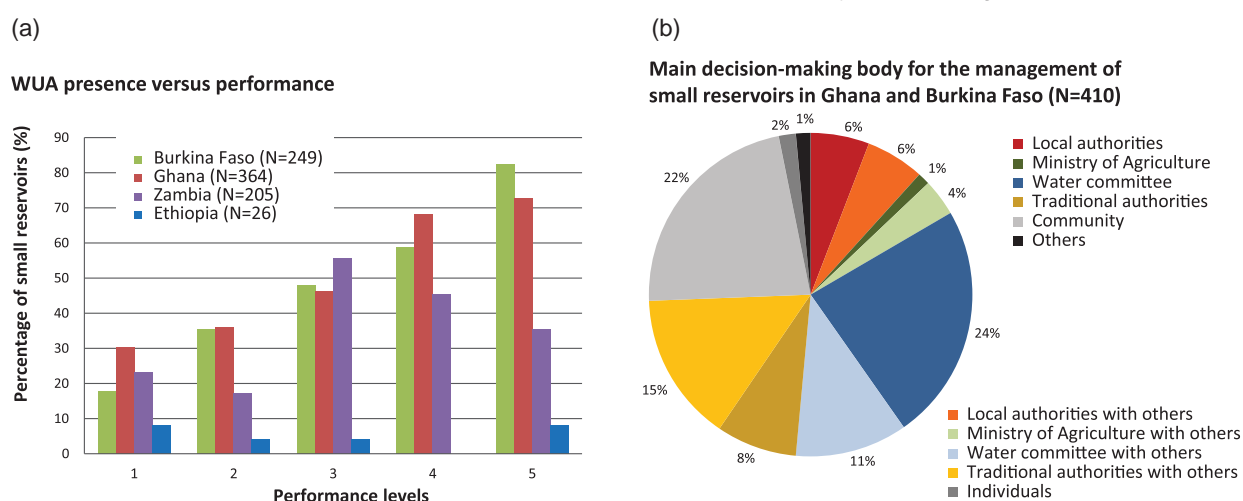 (a)
WUA presence versus performance
Percentage of small reservoirs (%)
90
80
70
60
50
40
30
20
10
0
Burkina Faso (N=249)
Ghana (N=364)
Zambia (N=205)
Ethiopia (N=26)
1 2 3 4 5
Performance levels
(b)
Main decision-making body for the management of
small reservoirs in Ghana and Burkina Faso (N=410)
2%
1%
6%
6%
1%
4%
24%
11%
8%
15%
22%
Local authorities
Ministry of Agriculture
Water committee
Traditional authorities
Community
Others
Local authorities with others
Ministry of Agriculture with others
Water committee with others
Traditional authorities with others
Individuals